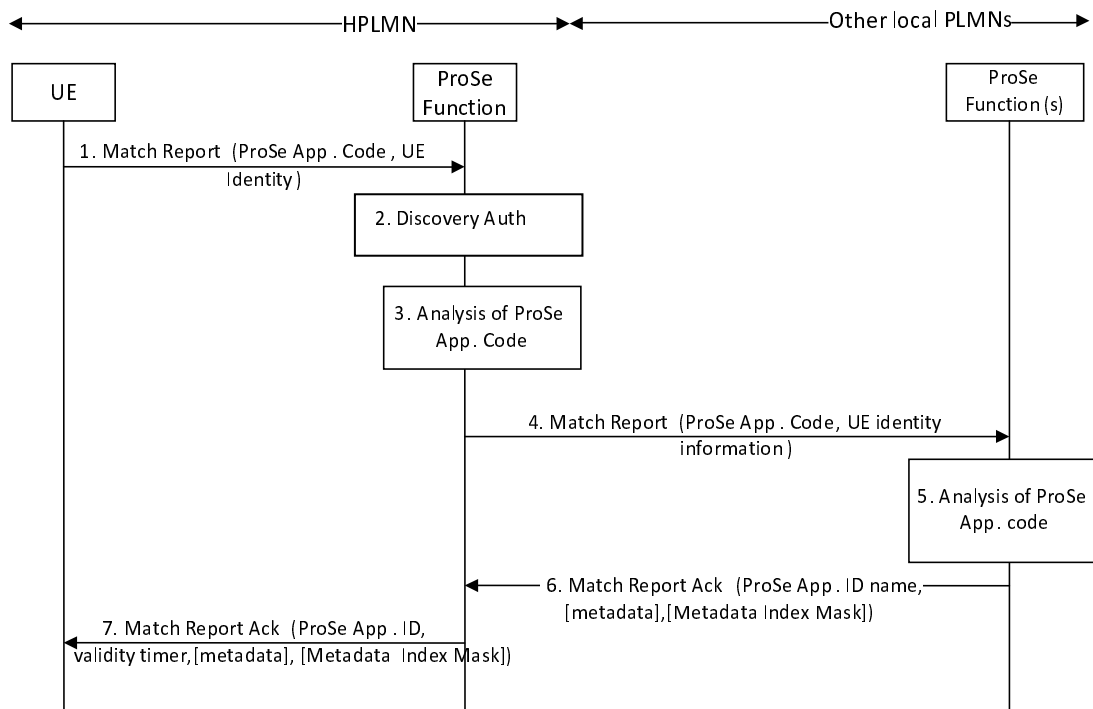 HPLMN
Other local PLMNs
UE
ProSe
Function
ProSe
Function (s)
1. Match Report (ProSe App . Code , UE
Identity )
2. Discovery Auth
3. Analysis of ProSe
App. Code
4. Match Report (ProSe App . Code, UE identity
information )
5. Analysis of ProSe
App. code
6. Match Report Ack (ProSe App . ID name,
[metadata],[Metadata Index Mask])
7. Match Report Ack (ProSe App . ID,
validity timer,[metadata], [Metadata Index Mask])